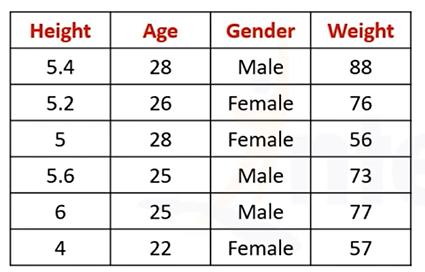 Height Age Gender Weight
5.4 28 Male 88
5.2 26 Female 76
5 28 Female 56
5.6 25 Male 73
6 25 Male 77
4 22 Female 57